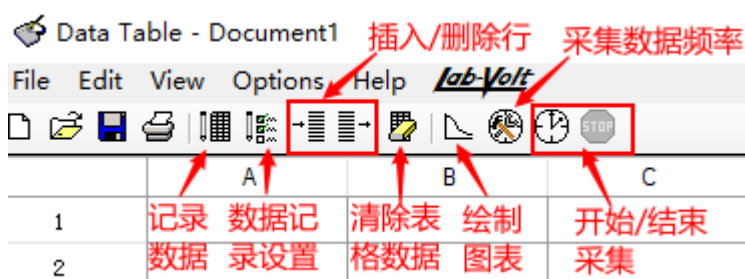 Data Table - Document1
插入/删除行
采集数据频率
File Edit View Options Help Lab-Volt
STOP
A B C
1
记录 数据记 清除表 绘制 开始/结束
数据 录设置 格数据 图表 采集
2